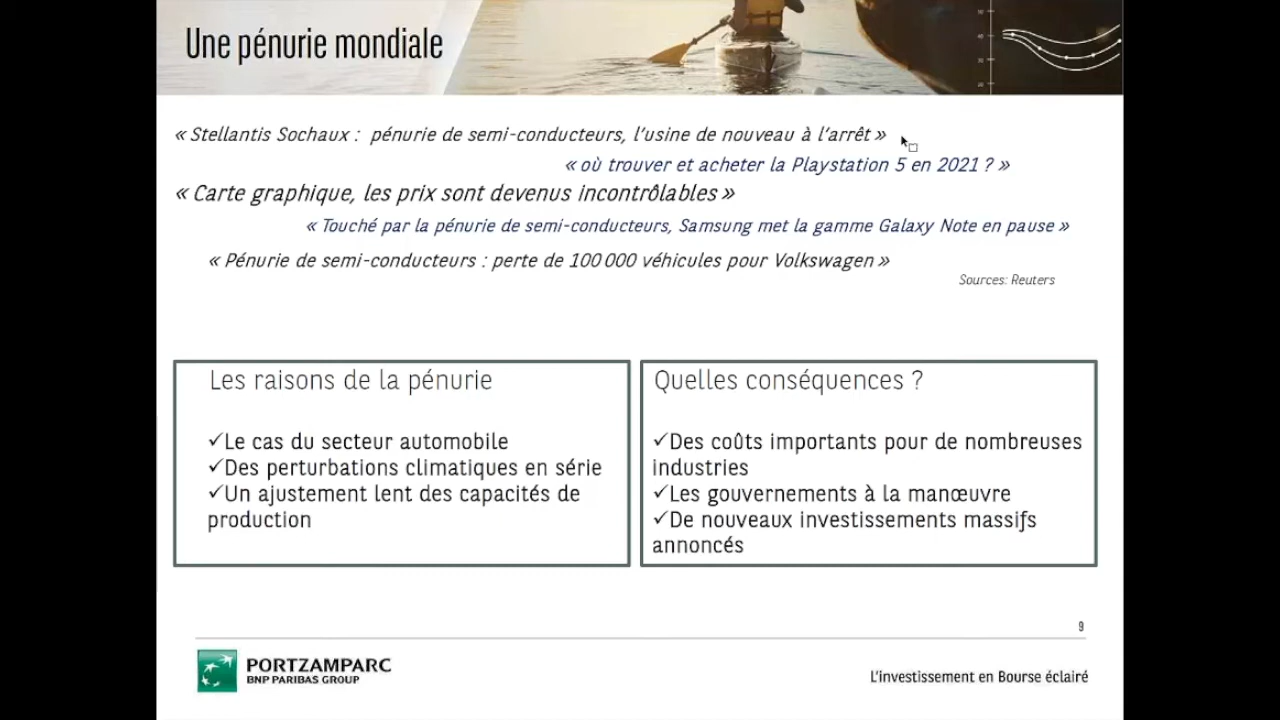 Une pénurie mondiale
« Stellantis Sochaux : pénurie de semi-conducteurs, l'usine de nouveau à l'arrêt »
« où trouver et acheter la Playstation 5 en 2021 ? »
« Carte graphique, les prix sont devenus incontrôlables »
« Touché par la pénurie de semi-conducteurs, Samsung met la gamme Galaxy Note en pause »
« Pénurie de semi-conducteurs : perte de 100 000 véhicules pour Volkswagen »
Sources: Reuters
Les raisons de la pénurie
✓Le cas du secteur automobile
✓Des perturbations climatiques en série
✓Un ajustement lent des capacités de
production
Quelles conséquences ?
✓Des coûts importants pour de nombreuses
industries
✓Les gouvernements à la manœuvre
✓De nouveaux investissements massifs
annoncés
9
PORTZAMPARC
BNP PARIBAS GROUP
L'investissement en Bourse éclairé